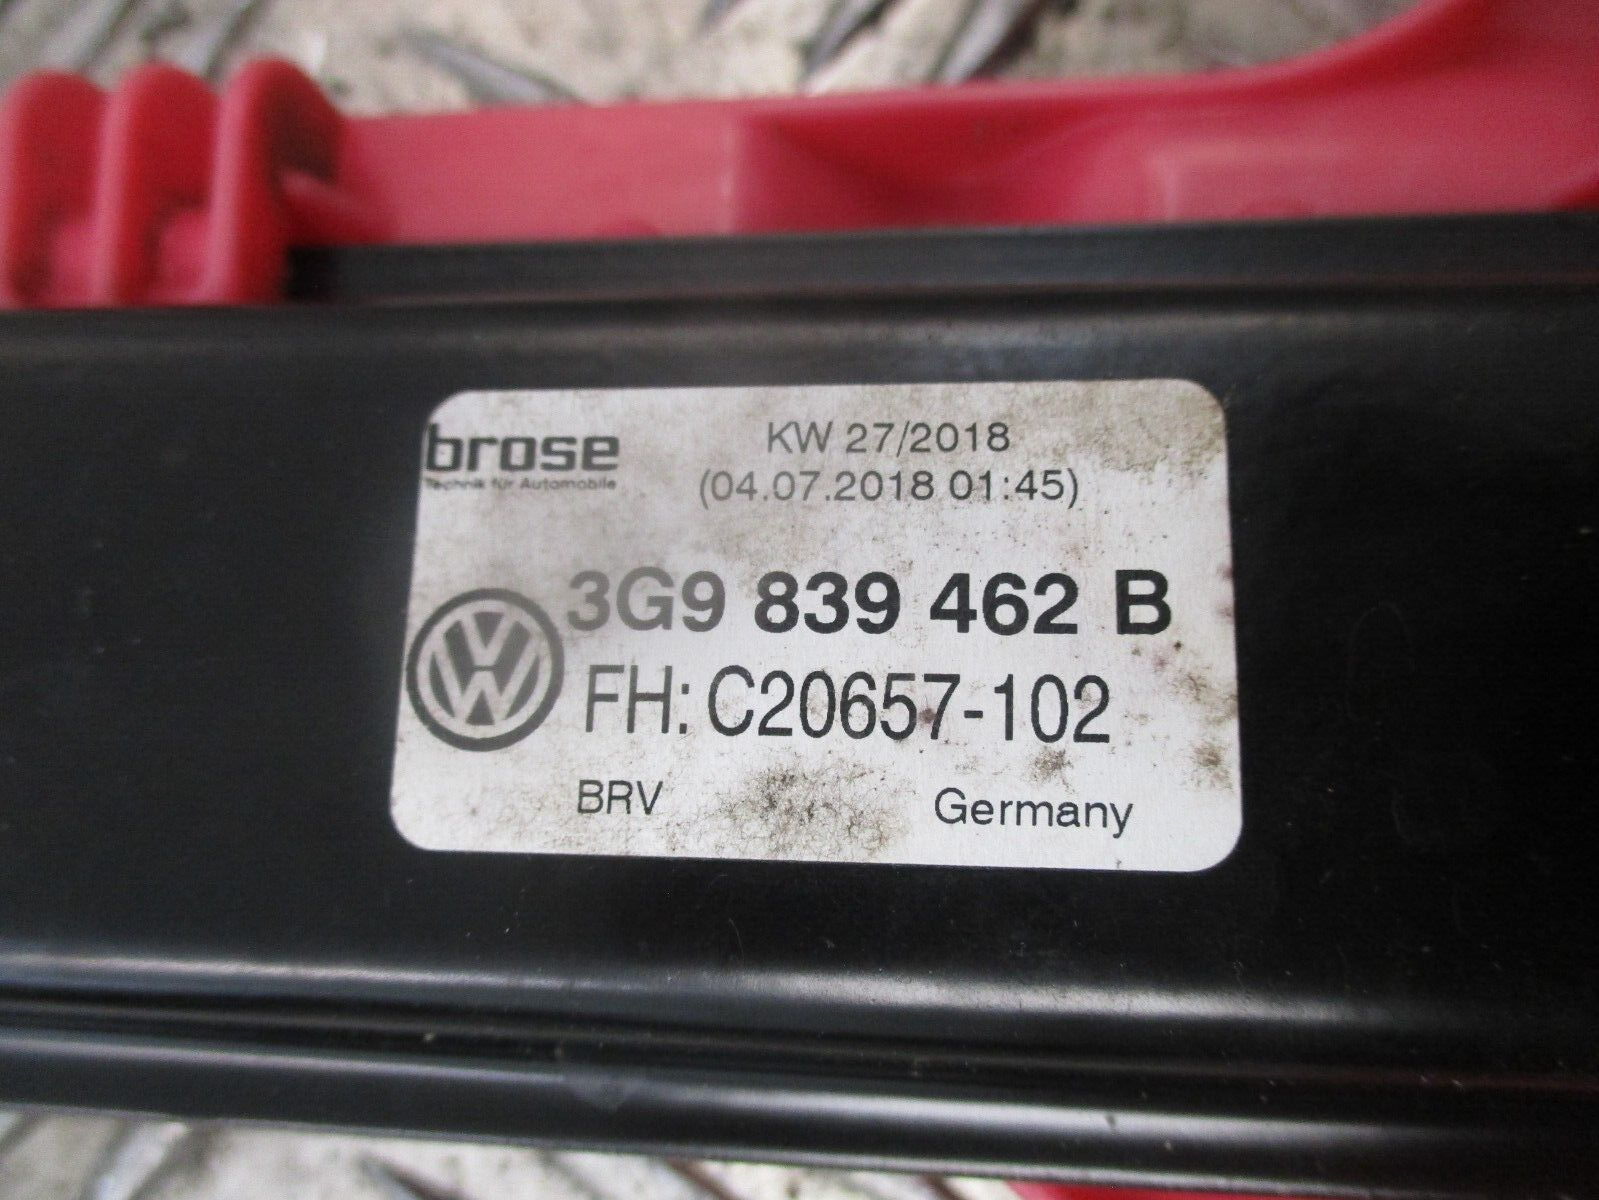 brose
Technik für Automobile
KW 27/2018
(04.07.2018 01:45)
3G9 839 462 B
FH: C20657-102
BRV
Germany